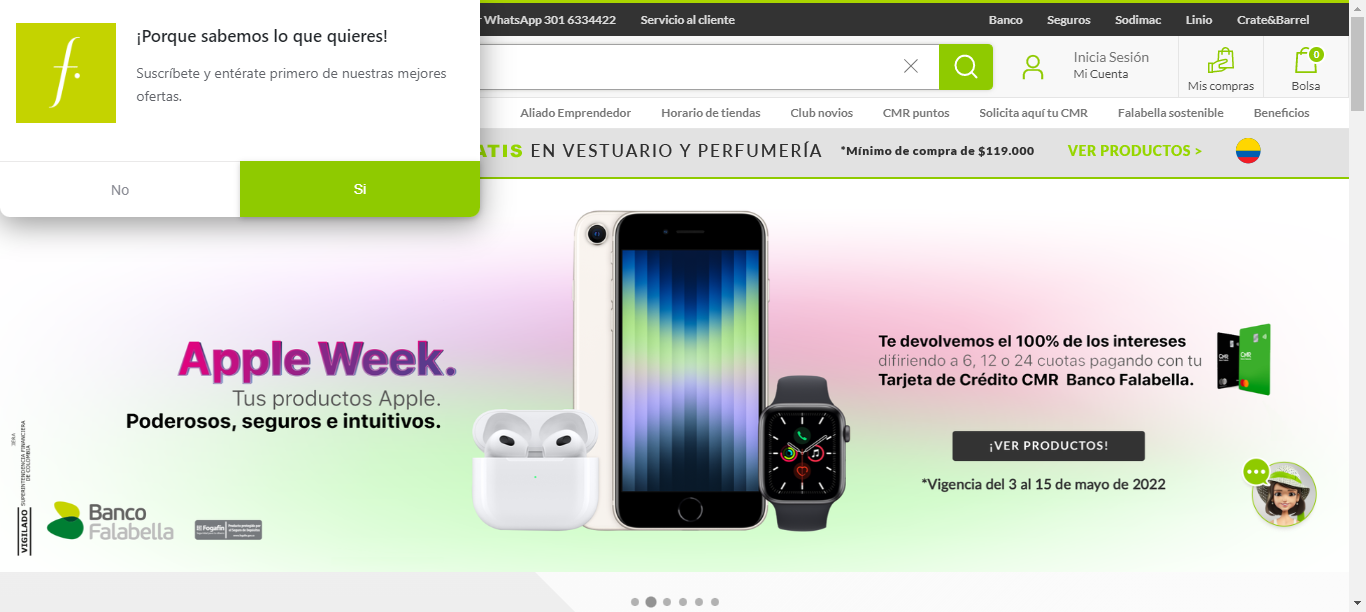 ¡Porque sabemos lo que quieres!
Suscríbete y entérate primero de nuestras mejores
ofertas.
No
Si
WhatsApp 301 6334422
Servicio al cliente
Banco
Seguros
Sodimac
Linio
Crate&Barrel
Inicia Sesión
Mi Cuenta
Mis compras
0
Bolsa
Aliado Emprendedor
Horario de tiendas
Club novios
CMR puntos
Solicita aquí tu CMR
Falabella sostenible
Beneficios
ATIS EN VESTUARIO Y PERFUMERÍA
*Mínimo de compra de $119.000
VER PRODUCTOS >
Apple Week.
Tus productos Apple.
Poderosos, seguros e intuitivos.
Te devolvemos el 100% de los intereses
difiriendo a 6, 12 o 24 cuotas pagando con tu
Tarjeta de Crédito CMR Banco Falabella.
¡VER PRODUCTOS!
*Vigencia del 3 al 15 de mayo de 2022
VIGILADO
SUPERINTENDENCIA FINANCIERA
DE COLOMBIA
Banco
Falabella
Fogafín